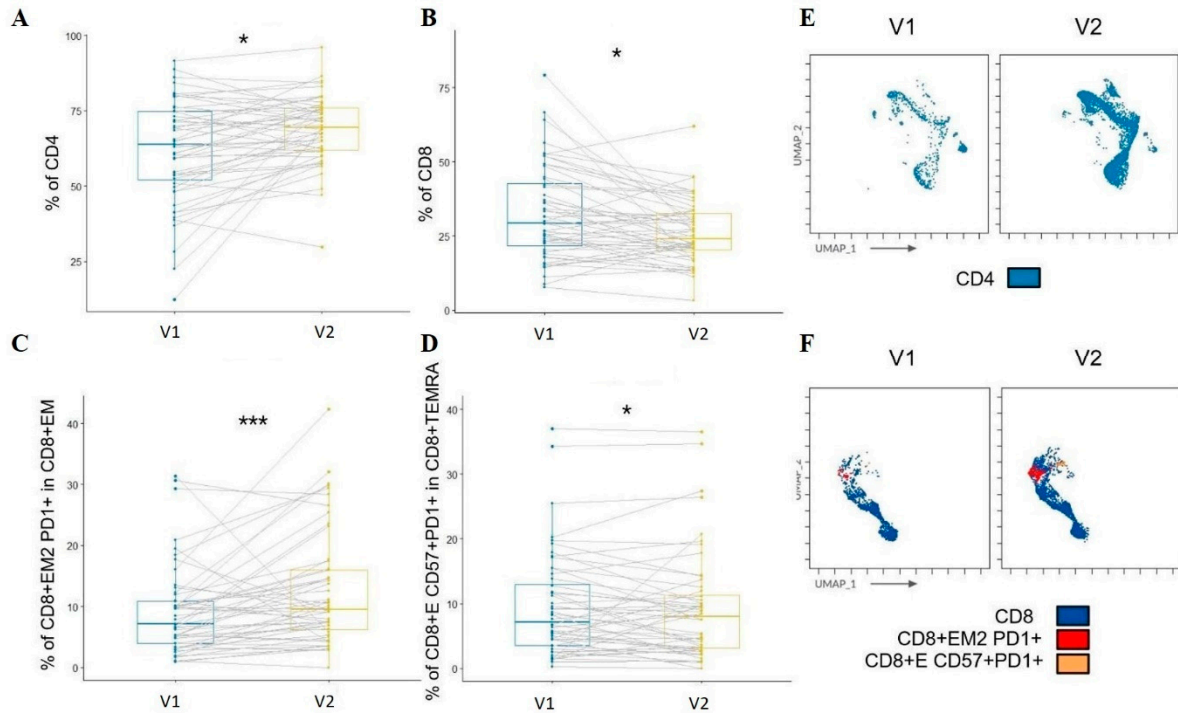 A
% of CD4
100
75
50
25
*
V1
V2
B
% of CD8
75
50
25
0
*
V1
V2
C
% of CD8+EM2 PD1+ in CD8+EM
40
30
20
10
0
***
V1
V2
D
% of CD8+E CD57+PD1+ in CD8+TEMRA
40
30
20
10
0
*
V1
V2
E
V1
V2
UMAP_2
UMAP_1
CD4
F
V1
V2
UMAP_2
UMAP_1
CD8
CD8+EM2 PD1+
CD8+E CD57+PD1+